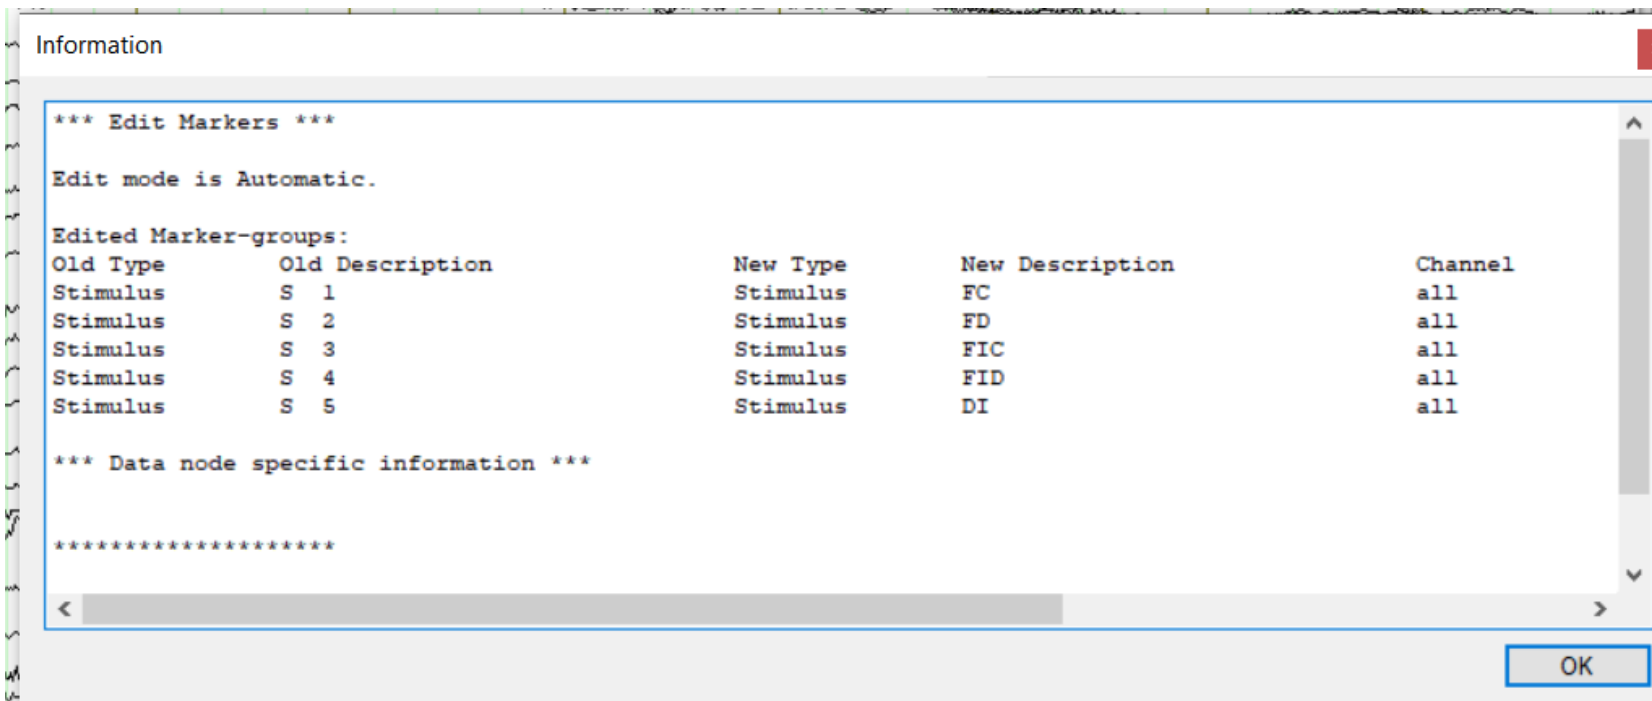 Information
*** Edit Markers ***
Edit mode is Automatic.
Edited Marker-groups:
Old Type Old Description New Type New Description Channel
Stimulus S 1 Stimulus FC all
Stimulus S 2 Stimulus FD all
Stimulus S 3 Stimulus FIC all
Stimulus S 4 Stimulus FID all
Stimulus S 5 Stimulus DI all
*** Data node specific information ***
********************
OK